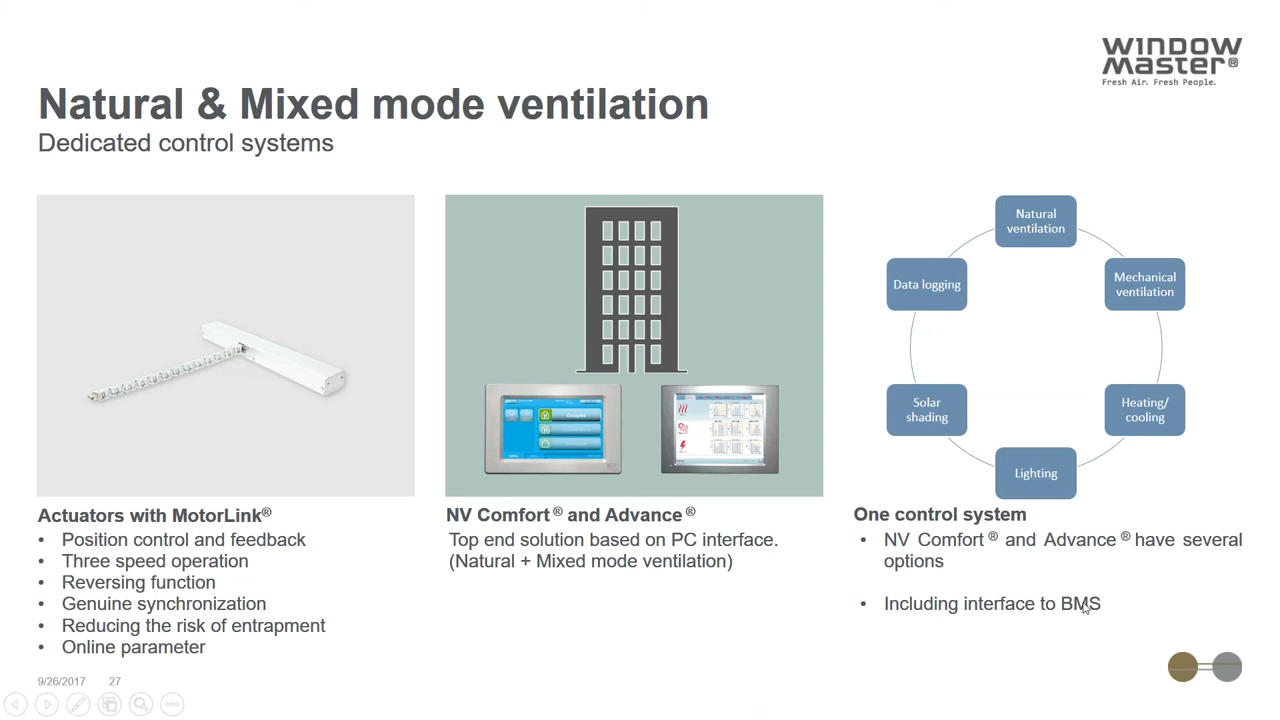 WINDOW
MASTER®
Fresh Air. Fresh People.
Natural & Mixed mode ventilation
Dedicated control systems
Natural
ventilation
Data logging
Mechanical
ventilation
Solar
shading
Heating/
cooling
Lighting
Actuators with MotorLink®
• Position control and feedback
• Three speed operation
• Reversing function
• Genuine synchronization
• Reducing the risk of entrapment
• Online parameter
NV Comfort ® and Advance ®
Top end solution based on PC interface.
(Natural + Mixed mode ventilation)
One control system
• NV Comfort ® and Advance ® have several
options
• Including interface to BMS
9/26/2017 27